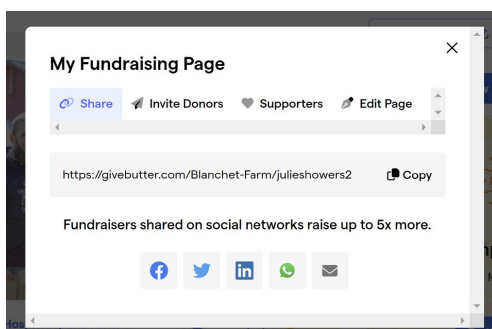 My Fundraising Page
Share Invite Donors Supporters Edit Page
https://givebutter.com/Blanchet-Farm/julieshowers2 Copy
Fundraisers shared on social networks raise up to 5x more.
in